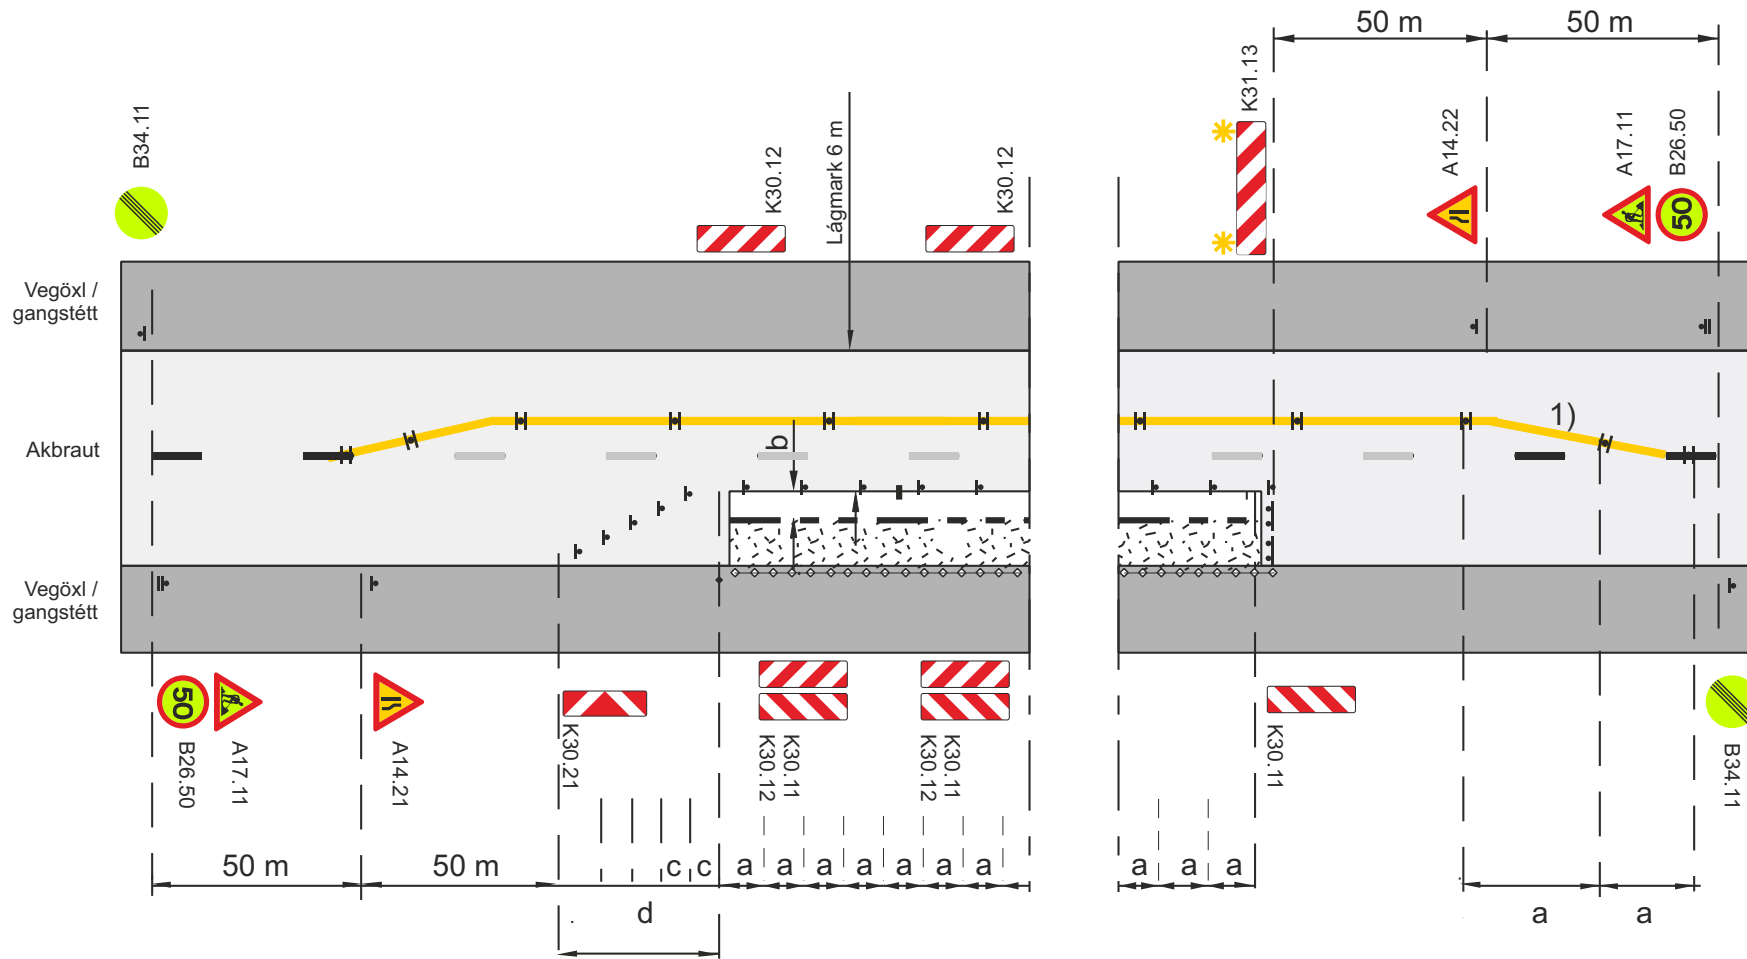 50 m
50 m
B34.11
K30.12
Lágmark 6 m
K30.12
K31.13
A14.22
A17.11
B26.50
50
Vegöxl /
gangstétt
1)
Akbraut
b
Vegöxl /
gangstétt
50
B26.50
A17.11
A14.21
K30.21
K30.12
K30.11
K30.12
K30.11
K30.11
B34.11
50 m
50 m
c
c
a
a
a
a
a
a
a
a
a
a
d
a
a